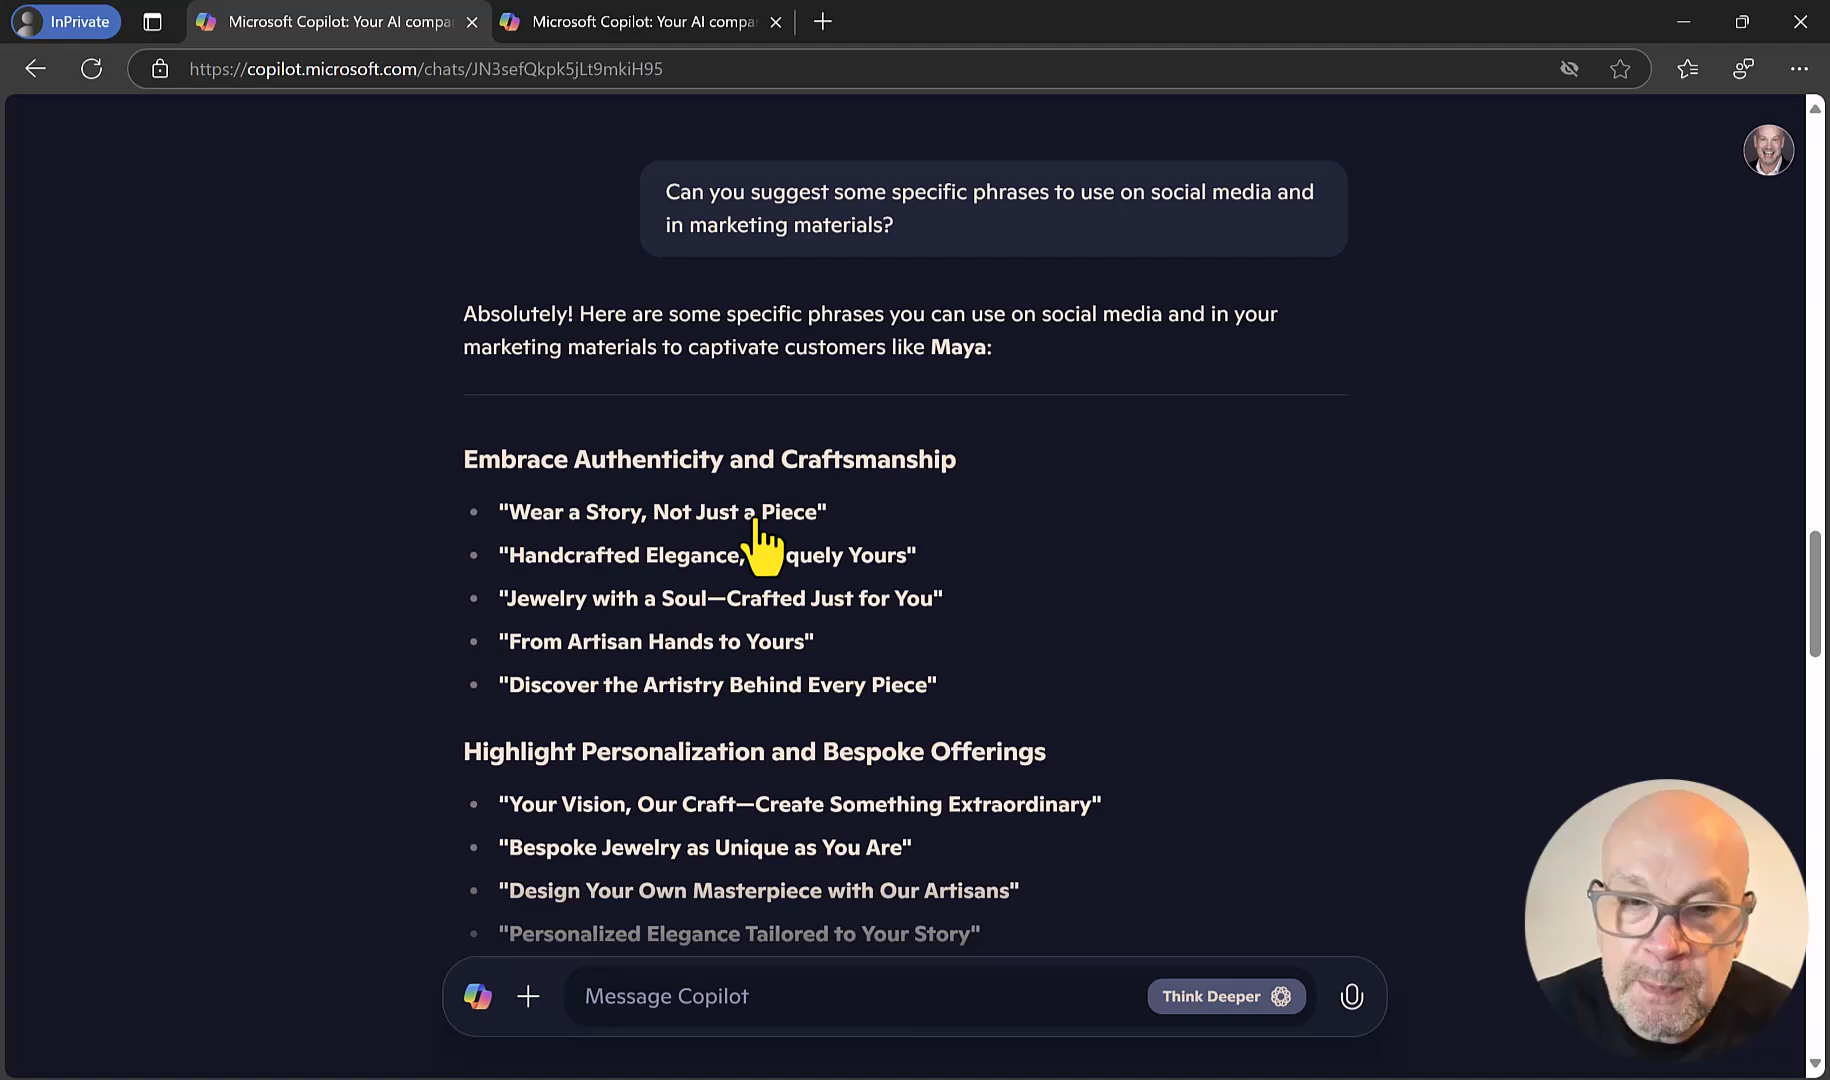 InPrivate
Microsoft Copilot: Your AI compa
Microsoft Copilot: Your AI compa
https://copilot.microsoft.com/chats/JN3sefQkpk5jLt9mkiH95
Can you suggest some specific phrases to use on social media and
in marketing materials?
Absolutely! Here are some specific phrases you can use on social media and in your
marketing materials to captivate customers like Maya:
Embrace Authenticity and Craftsmanship
• "Wear a Story, Not Just a Piece"
• "Handcrafted Elegance, quely Yours"
• "Jewelry with a Soul—Crafted Just for You"
• "From Artisan Hands to Yours"
• "Discover the Artistry Behind Every Piece"
Highlight Personalization and Bespoke Offerings
• "Your Vision, Our Craft—Create Something Extraordinary"
• "Bespoke Jewelry as Unique as You Are"
• "Design Your Own Masterpiece with Our Artisans"
• "Personalized Elegance Tailored to Your Story"
Message Copilot
Think Deeper